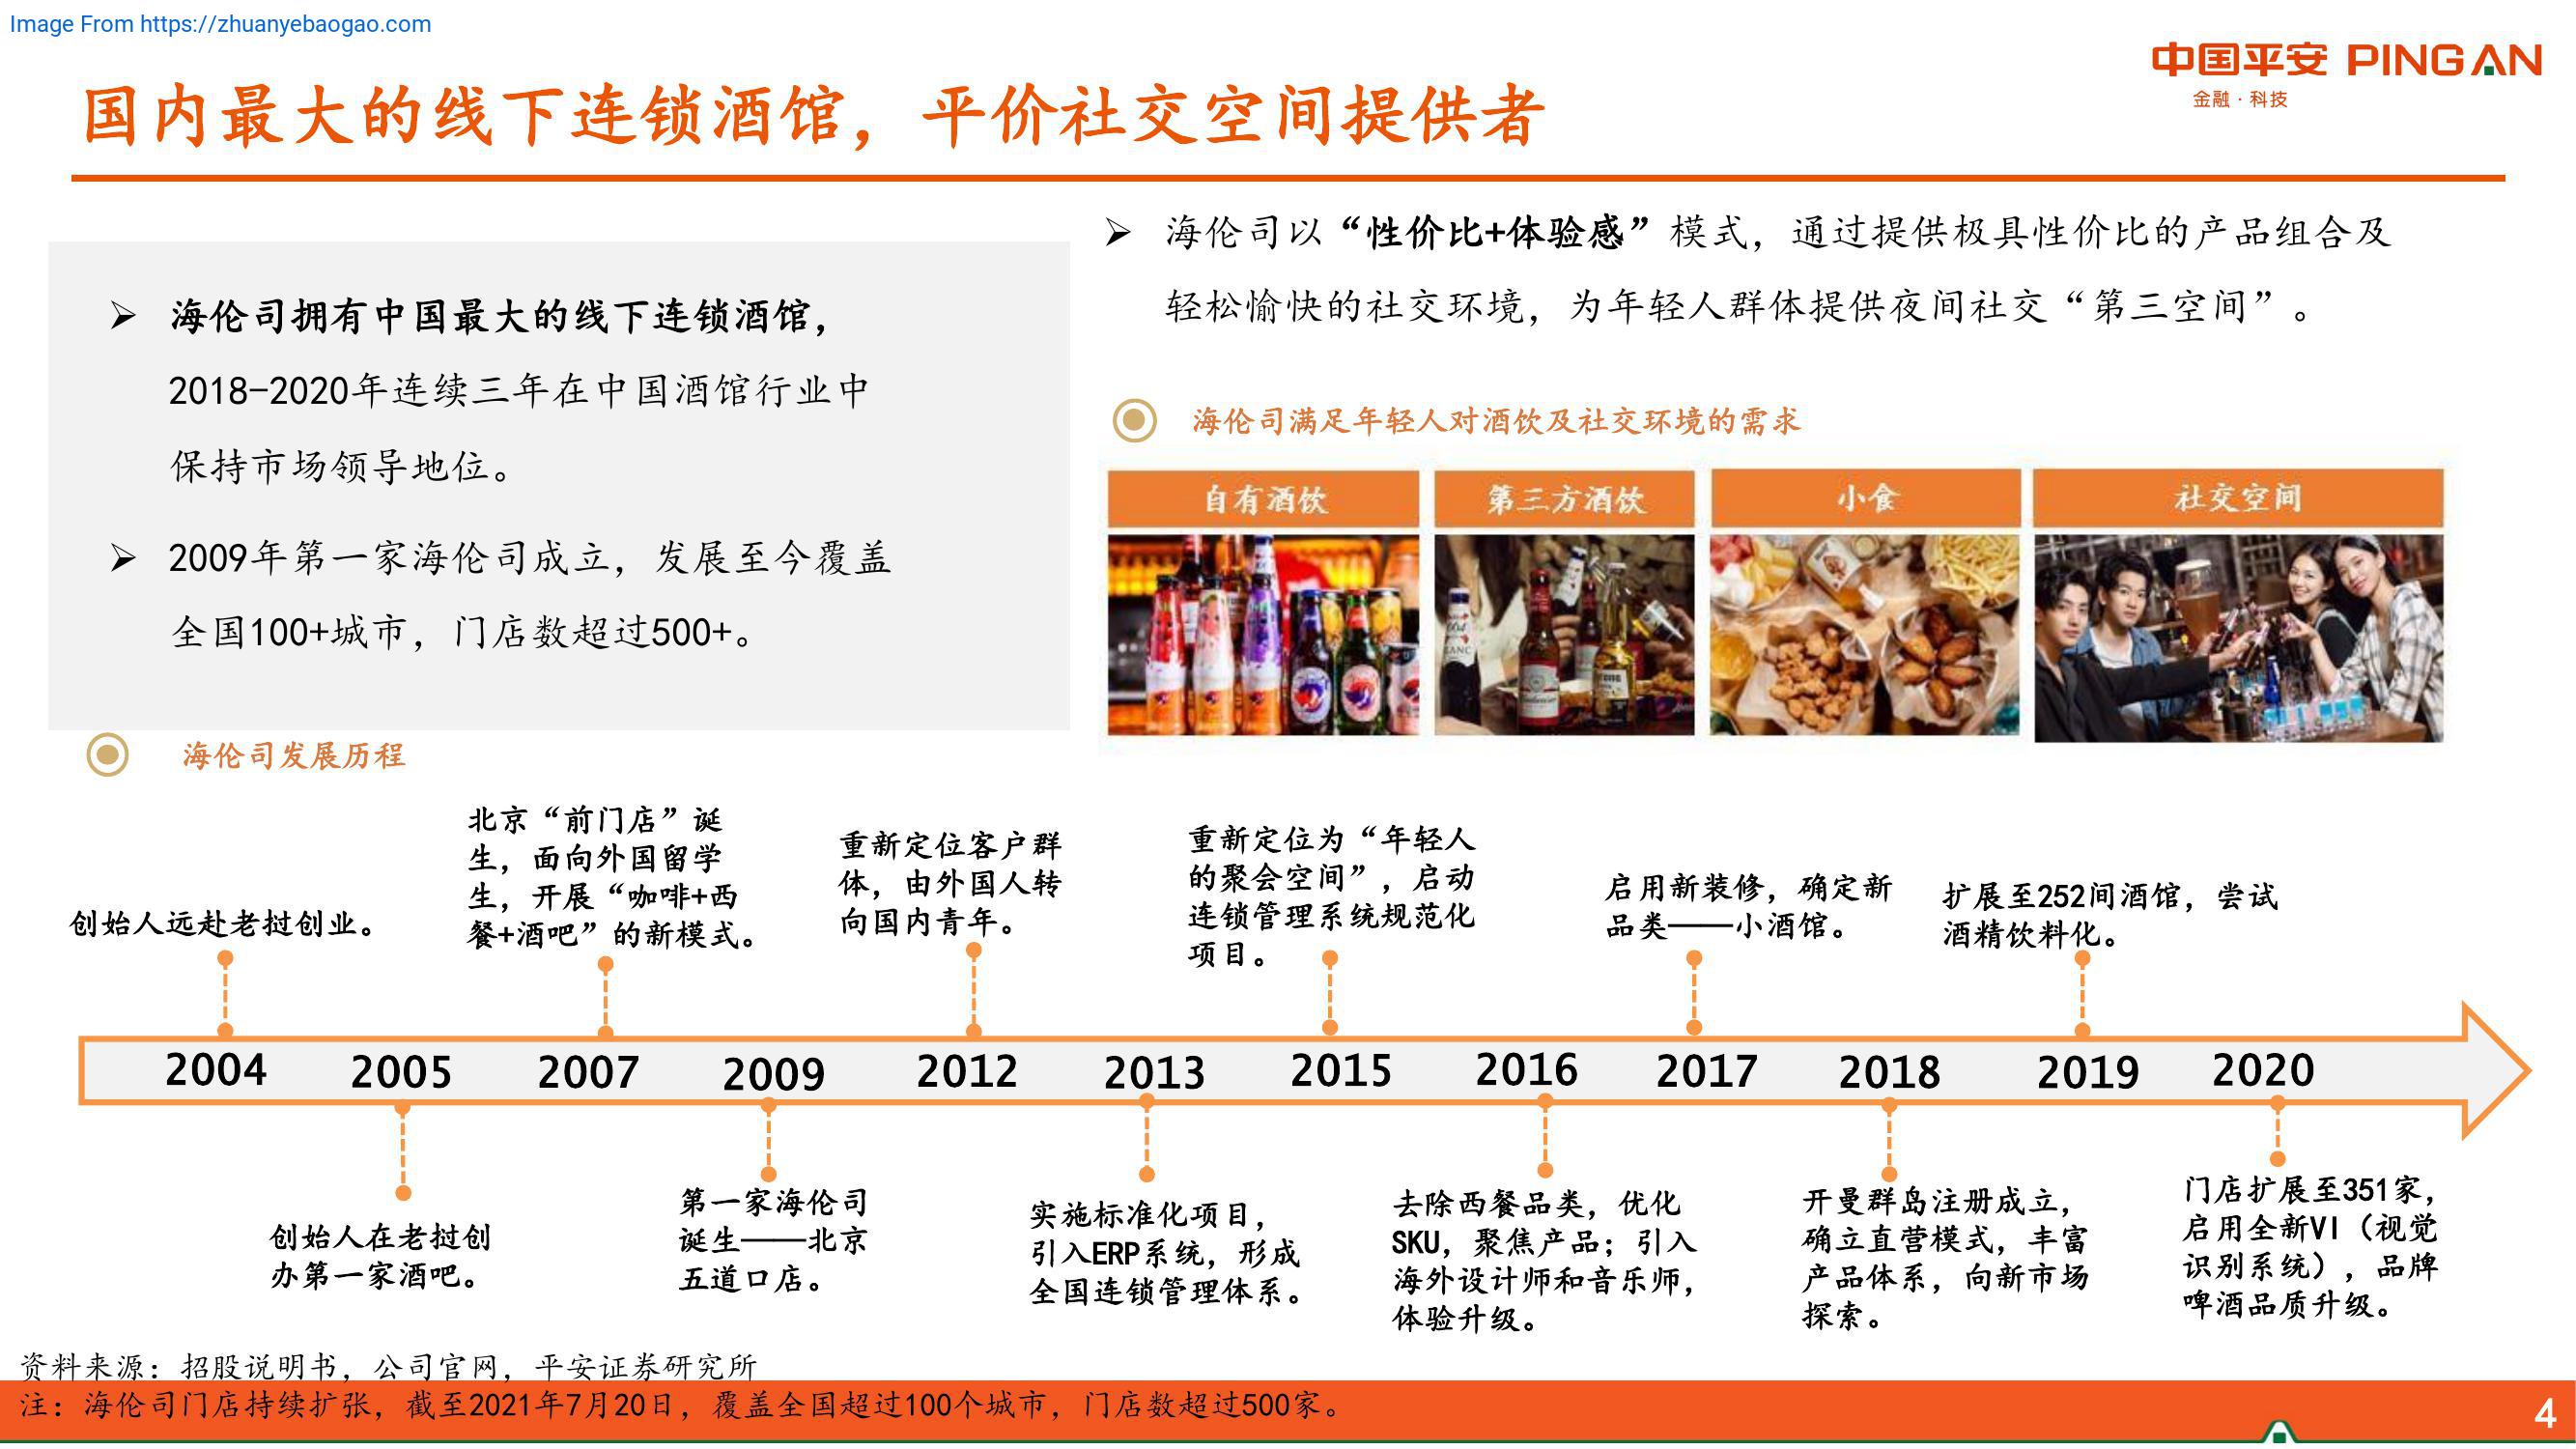 Image From https://zhuanyebaogao.com
中国平安 PINGAN
金融·科技
国内最大的线下连锁酒馆，平价社交空间提供者
➢ 海伦司拥有中国最大的线下连锁酒馆，
2018-2020年连续三年在中国酒馆行业中
保持市场领导地位。
➢ 2009年第一家海伦司成立，发展至今覆盖
全国100+城市，门店数超过500+。
➢ 海伦司以“性价比+体验感”模式，通过提供极具性价比的产品组合及
轻松愉快的社交环境，为年轻人群体提供夜间社交“第三空间”。
海伦司满足年轻人对酒饮及社交环境的需求
自有酒饮
第三方酒饮
小食
社交空间
海伦司发展历程
创始人远赴老挝创业。
北京“前门店”诞
生，面向外国留学
生，开展“咖啡+西
餐+酒吧”的新模式。
重新定位客户群
体，由外国人转
向国内青年。
重新定位为“年轻人
的聚会空间”，启动
连锁管理系统规范化
项目。
启用新装修，确定新
品类——小酒馆。
扩展至252间酒馆，尝试
酒精饮料化。
2004 2005 2007 2009 2012 2013 2015 2016 2017 2018 2019 2020
创始人在老挝创
办第一家酒吧。
第一家海伦司
诞生——北京
五道口店。
实施标准化项目，
引入ERP系统，形成
全国连锁管理体系。
去除西餐品类，优化
SKU，聚焦产品；引入
海外设计师和音乐师，
体验升级。
开曼群岛注册成立，
确立直营模式，丰富
产品体系，向新市场
探索。
门店扩展至351家，
启用全新VI（视觉
识别系统），品牌
啤酒品质升级。
资料来源：招股说明书，公司官网，平安证券研究所
注：海伦司门店持续扩张，截至2021年7月20日，覆盖全国超过100个城市，门店数超过500家。
4